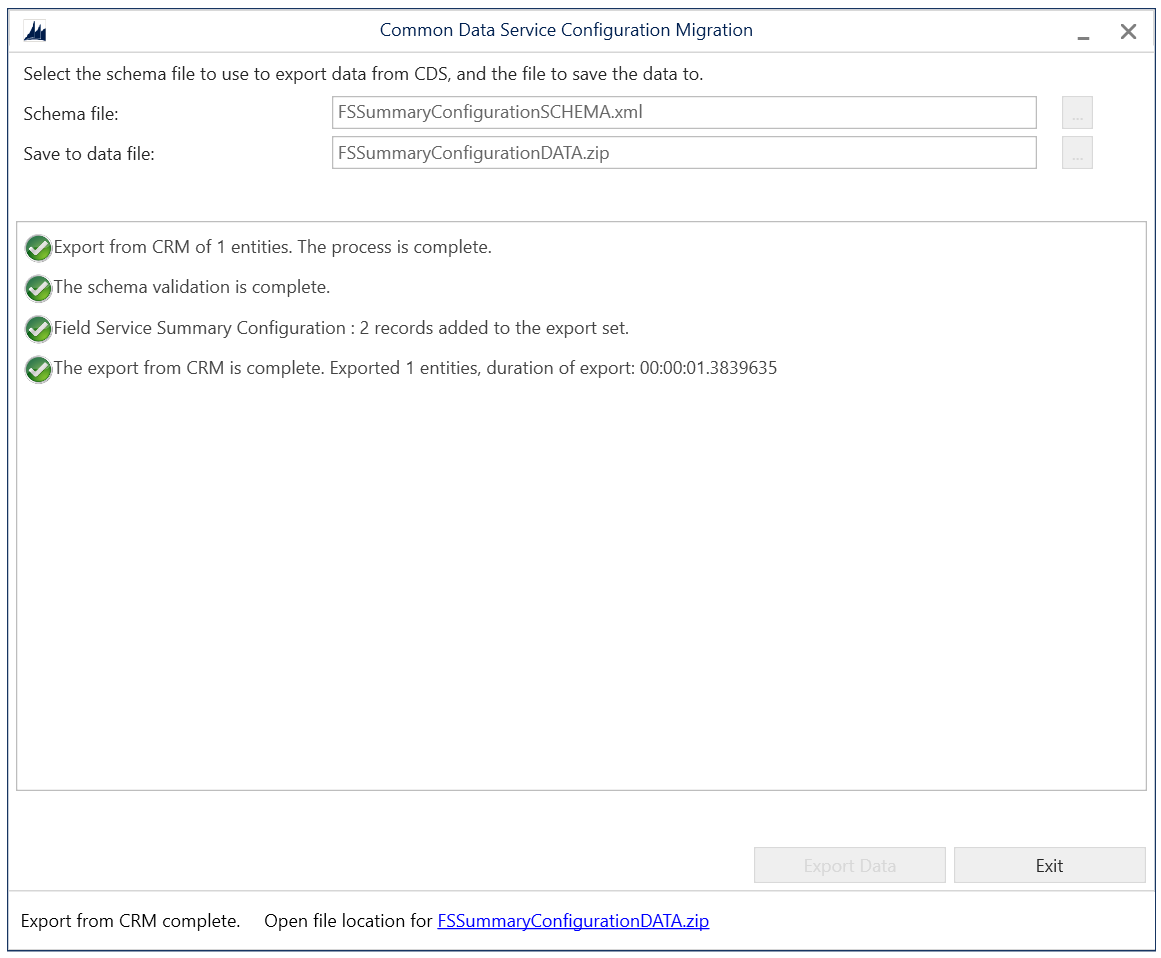 Common Data Service Configuration Migration
Select the schema file to use to export data from CDS, and the file to save the data to.
Schema file: FSSummaryConfigurationSCHEMA.xml ...
Save to data file: FSSummaryConfigurationDATA.zip ...
Export from CRM of 1 entities. The process is complete.
The schema validation is complete.
Field Service Summary Configuration : 2 records added to the export set.
The export from CRM is complete. Exported 1 entities, duration of export: 00:00:01.3839635
Export Data Exit
Export from CRM complete. Open file location for FSSummaryConfigurationDATA.zip